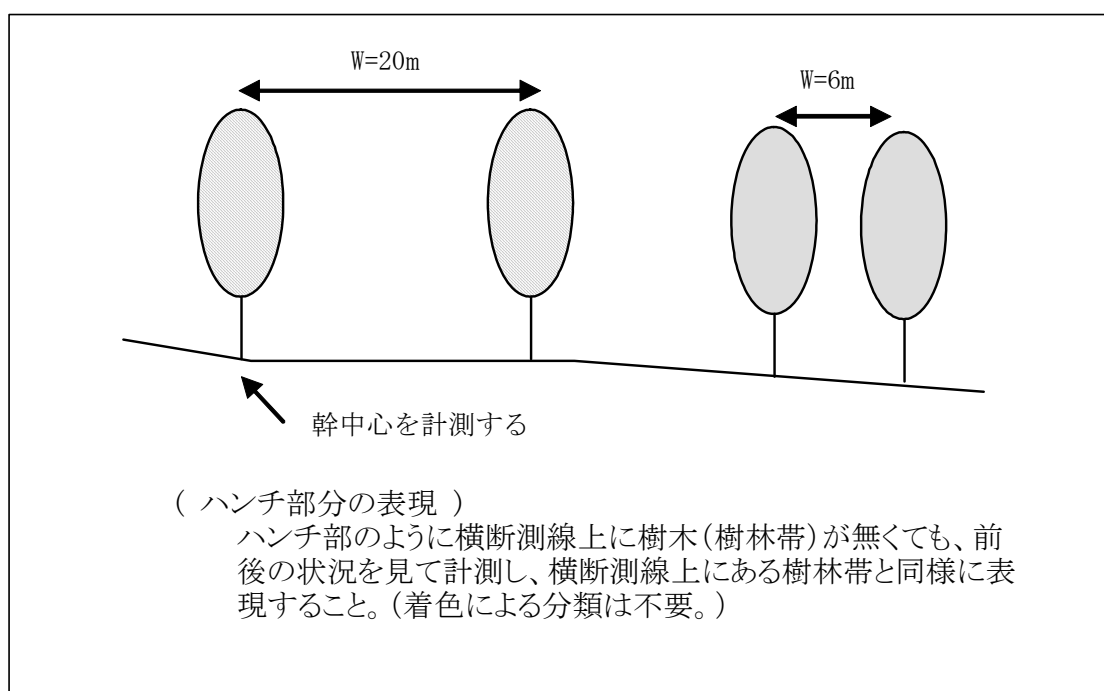 W=20m
W=6m
幹中心を計測する
( ハンチ部分の表現 )
ハンチ部のように横断測線上に樹木(樹林帯)が無くても、前
後の状況を見て計測し、横断測線上にある樹林帯と同様に表
現すること。(着色による分類は不要。)